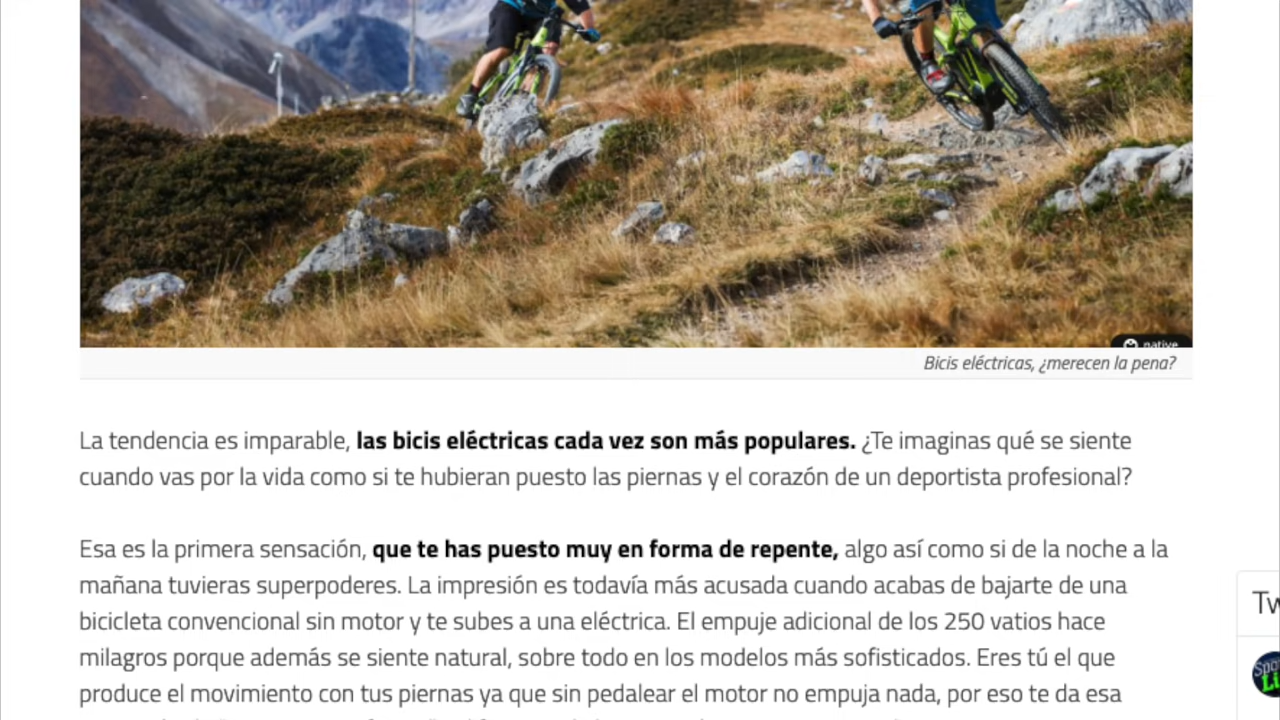 native
Bicis eléctricas, ¿merecen la pena?
La tendencia es imparable, las bicis eléctricas cada vez son más populares. ¿Te imaginas qué se siente
cuando vas por la vida como si te hubieran puesto las piernas y el corazón de un deportista profesional?
Esa es la primera sensación, que te has puesto muy en forma de repente, algo así como si de la noche a la
mañana tuvieras superpoderes. La impresión es todavía más acusada cuando acabas de bajarte de una
bicicleta convencional sin motor y te subes a una eléctrica. El empuje adicional de los 250 vatios hace
milagros porque además se siente natural, sobre todo en los modelos más sofisticados. Eres tú el que
produce el movimiento con tus piernas ya que sin pedalear el motor no empuja nada, por eso te da esa
Tw
Spo
Li